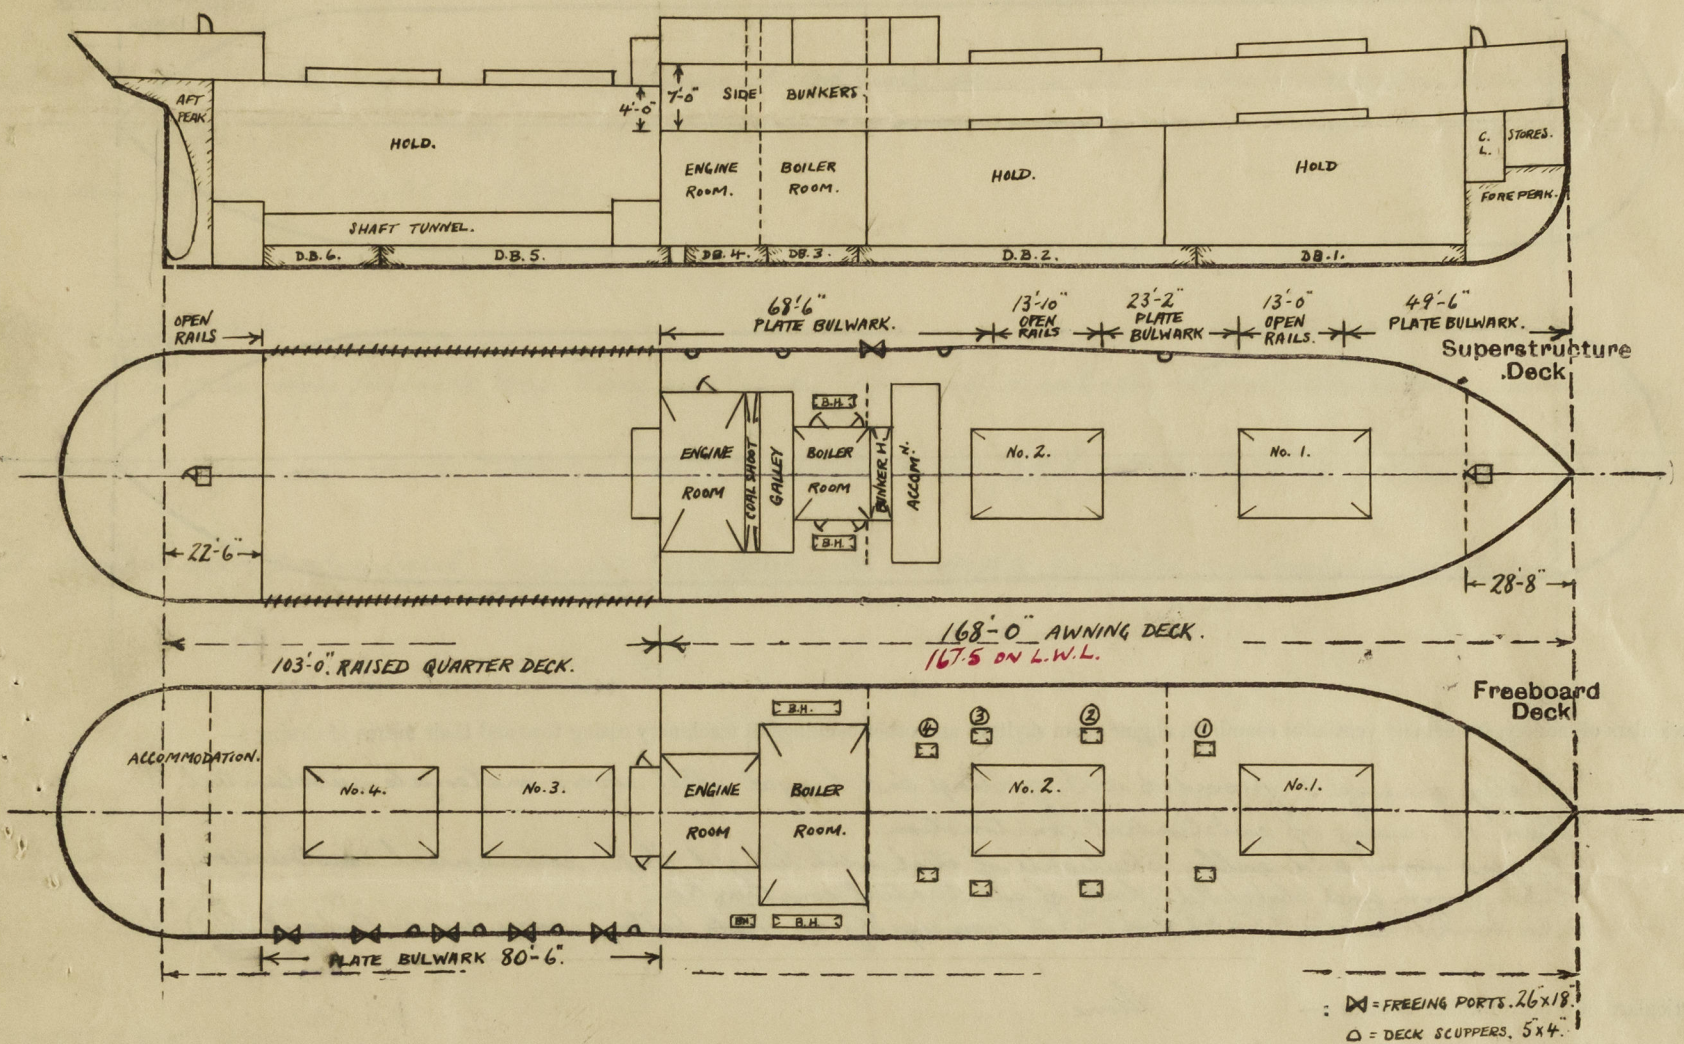 AFT
PEAK
HOLD.
4'-0"
7'-0"
SIDE BUNKERS
ENGINE
ROOM.
BOILER
ROOM.
HOLD.
HOLD
C.
L.
STORES.
FORE PEAK.
SHAFT TUNNEL.
D.B.6.
D.B.5.
D.B.4.
D.B.3.
D.B.2.
D.B.1.
OPEN
RAILS
68'-6"
PLATE BULWARK.
13'-10"
OPEN
RAILS
23'-2"
PLATE
BULWARK
13'-0"
OPEN
RAILS.
49'-6"
PLATE BULWARK.
Superstructure
Deck
ENGINE
ROOM
COAL SHOOT
GALLEY
B.H.
BOILER
ROOM
B.H.
BUNKER H.
ACCOMN.
No. 2.
No. 1.
22'-6"
28'-8"
168'-0" AWNING DECK.
167.5 ON L.W.L.
103'-0" RAISED QUARTER DECK.
Freeboard
Deck
ACCOMMODATION.
No. 4.
No. 3.
ENGINE
ROOM
B.H.
BOILER
ROOM.
BH.
B.H.
4
3
2
1
No. 2.
No. 1.
PLATE BULWARK 80'-6".
= FREEING PORTS. 26"x18"
= DECK SCUPPERS. 5"x4"